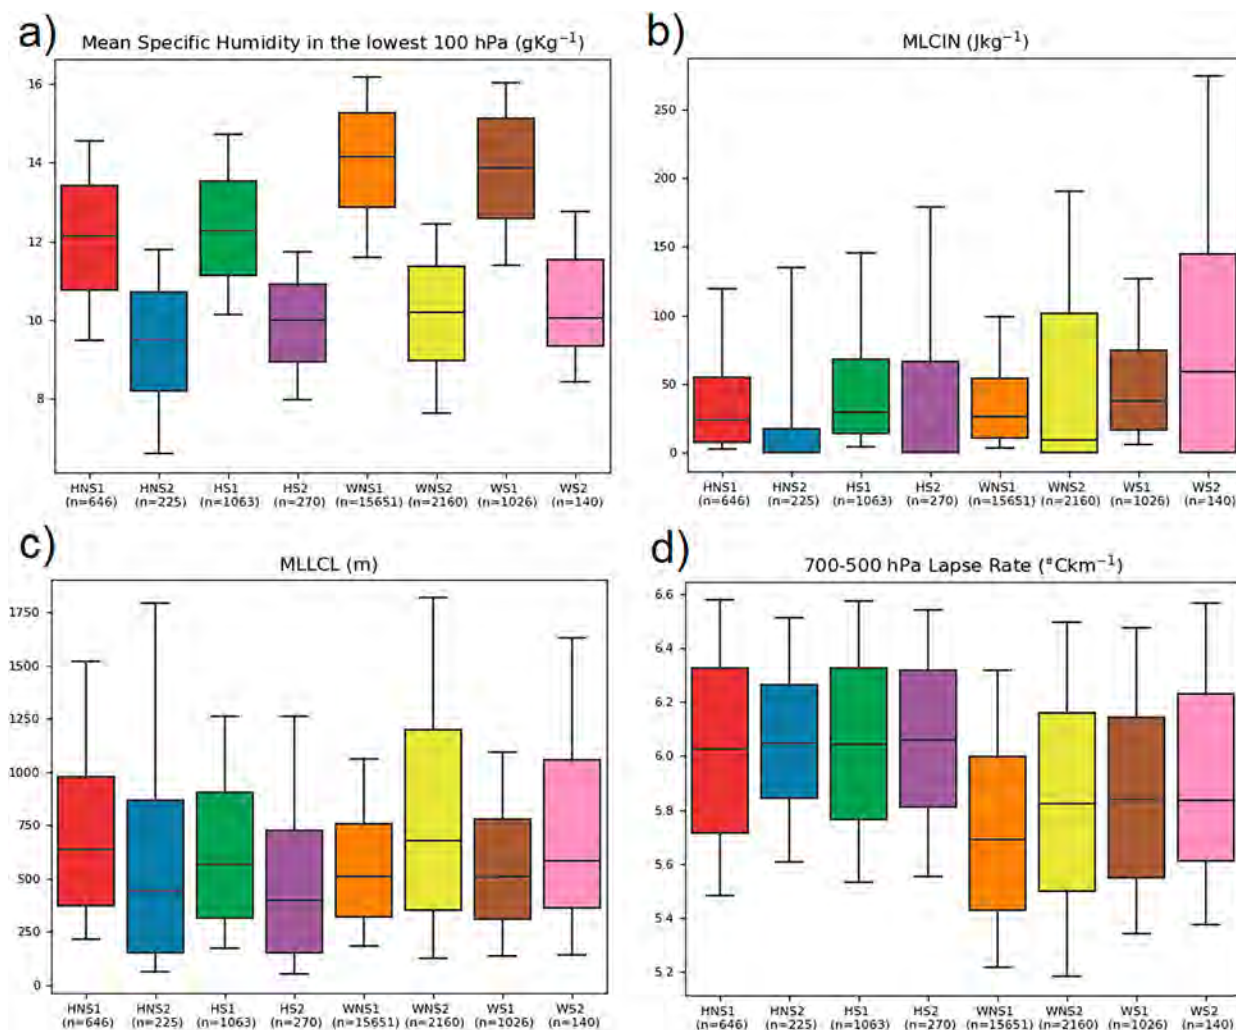 a)
Mean Specific Humidity in the lowest 100 hPa (gKg⁻¹)
16
14
12
10
8
HNS1 HNS2 HS1 HS2 WNS1 WNS2 WS1 WS2
(n=646) (n=225) (n=1063) (n=270) (n=15651) (n=2160) (n=1026) (n=140)
b)
MLCIN (Jkg⁻¹)
250
200
150
100
50
0
HNS1 HNS2 HS1 HS2 WNS1 WNS2 WS1 WS2
(n=646) (n=225) (n=1063) (n=270) (n=15651) (n=2160) (n=1026) (n=140)
c)
MLLCL (m)
1750
1500
1250
1000
750
500
250
0
HNS1 HNS2 HS1 HS2 WNS1 WNS2 WS1 WS2
(n=646) (n=225) (n=1063) (n=270) (n=15651) (n=2160) (n=1026) (n=140)
d)
700-500 hPa Lapse Rate (°Ckm⁻¹)
6.6
6.4
6.2
6.0
5.8
5.6
5.4
5.2
HNS1 HNS2 HS1 HS2 WNS1 WNS2 WS1 WS2
(n=646) (n=225) (n=1063) (n=270) (n=15651) (n=2160) (n=1026) (n=140)